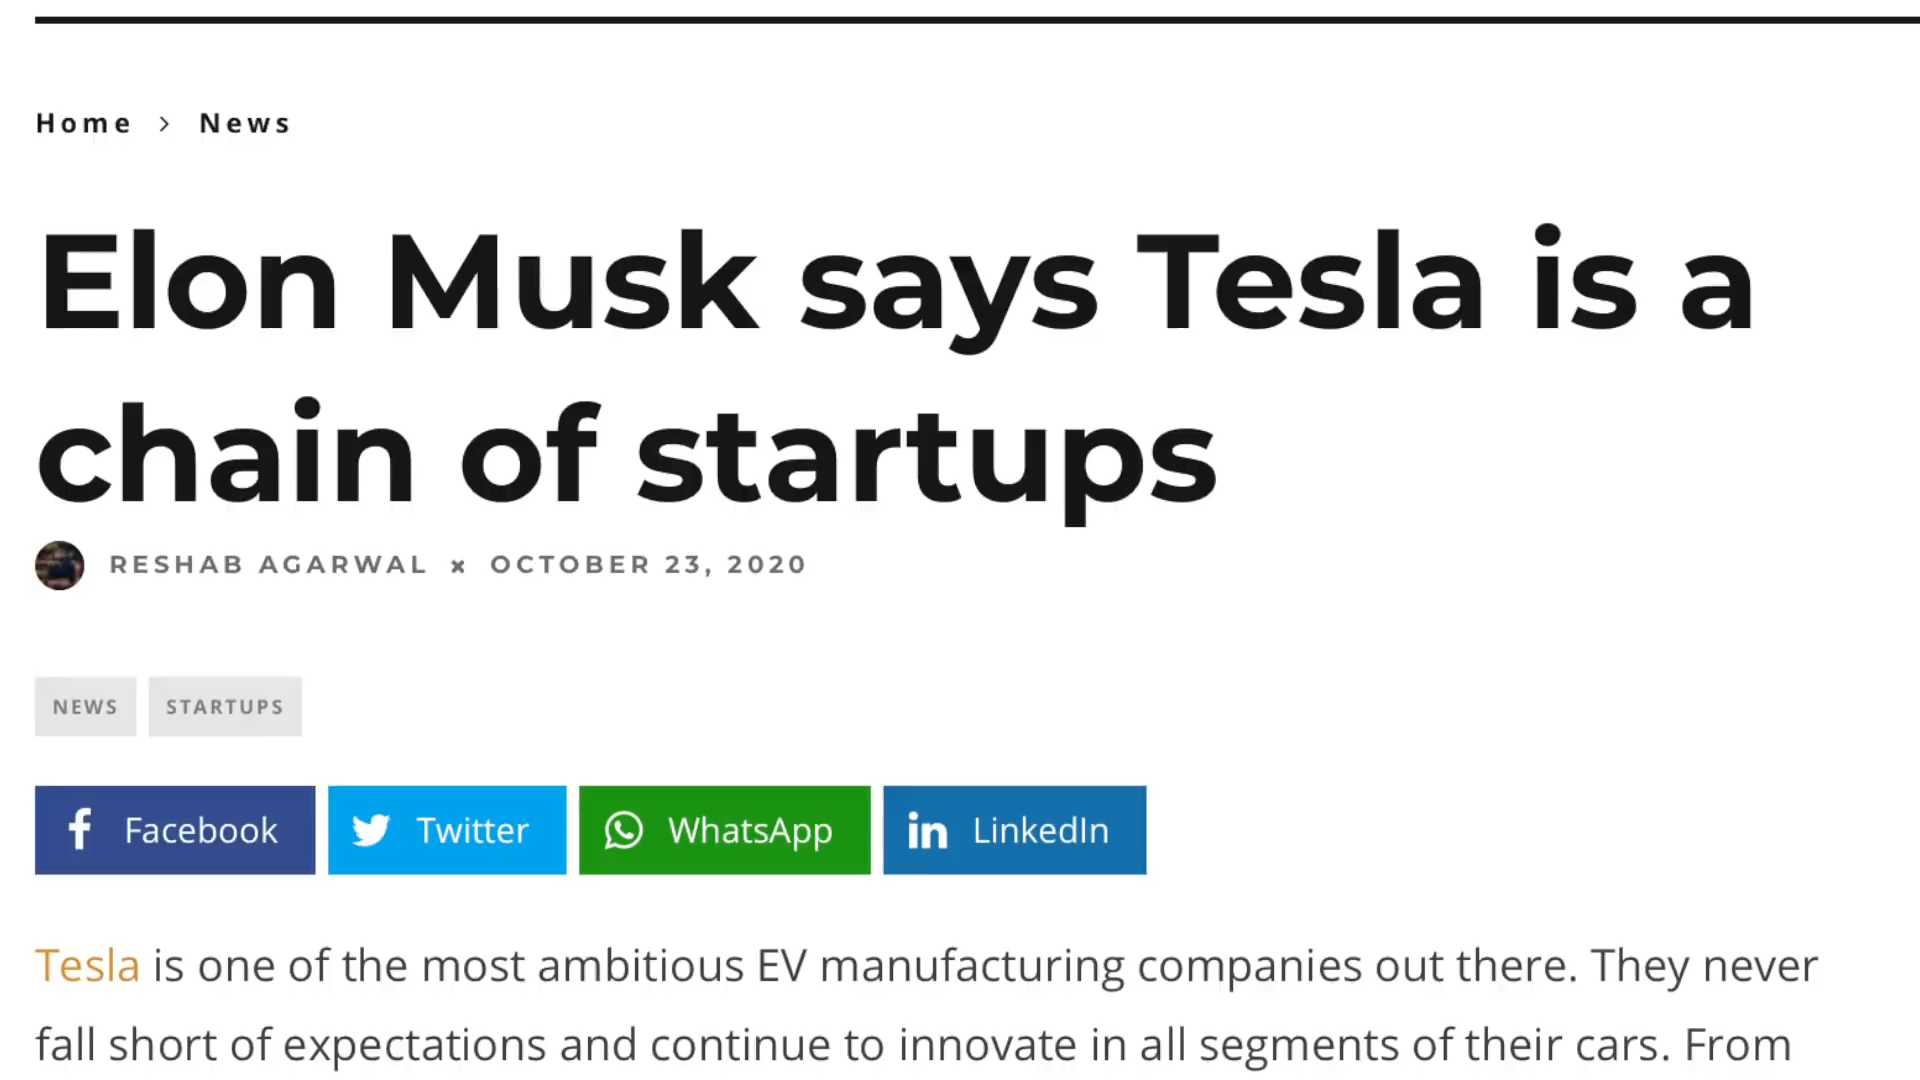 Home > News
Elon Musk says Tesla is a
chain of startups
RESHAB AGARWAL × OCTOBER 23, 2020
NEWS STARTUPS
Facebook Twitter WhatsApp LinkedIn
Tesla is one of the most ambitious EV manufacturing companies out there. They never
fall short of expectations and continue to innovate in all segments of their cars. From